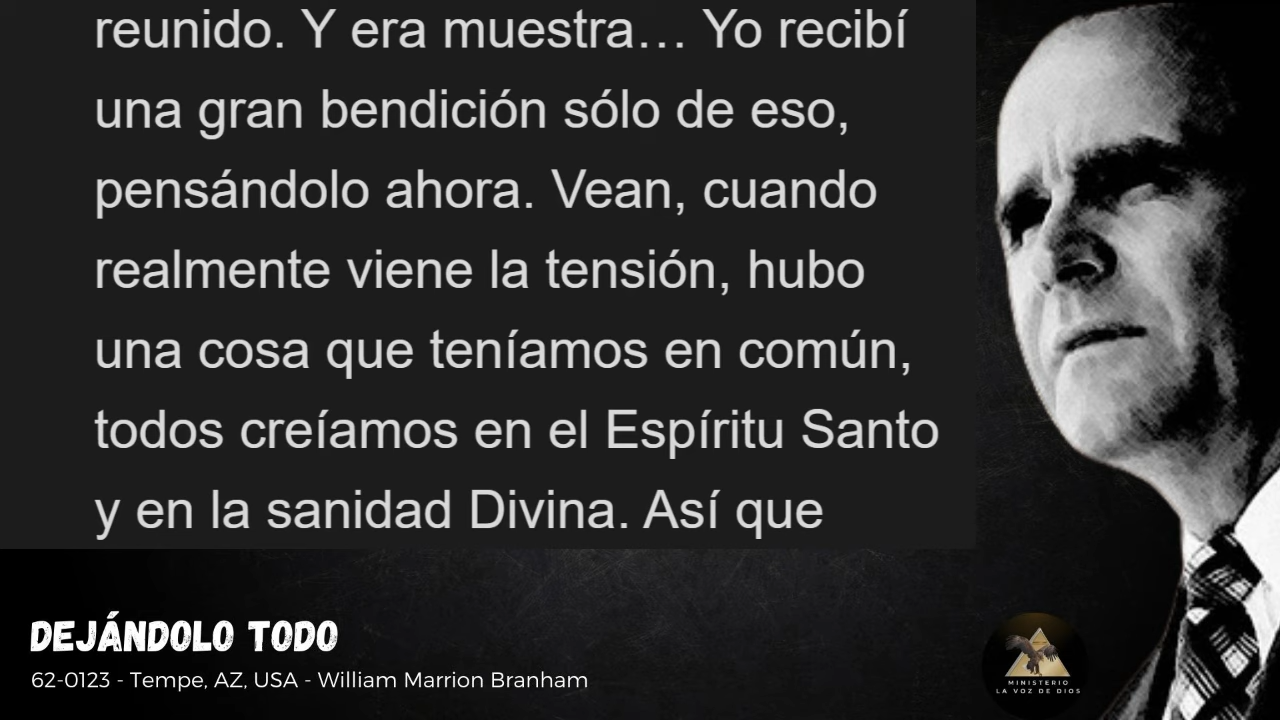 reunido. Y era muestra… Yo recibí
una gran bendición sólo de eso,
pensándolo ahora. Vean, cuando
realmente viene la tensión, hubo
una cosa que teníamos en común,
todos creíamos en el Espíritu Santo
y en la sanidad Divina. Así que
DEJÁNDOLO TODO
62-0123 - Tempe, AZ, USA - William Marrion Branham
MINISTERIO
LA VOZ DE DIOS